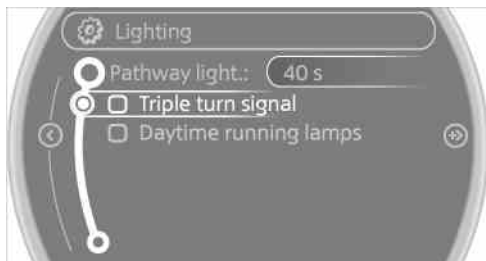 Lighting
Pathway light.: 40 s
Triple turn signal
Daytime running lamps